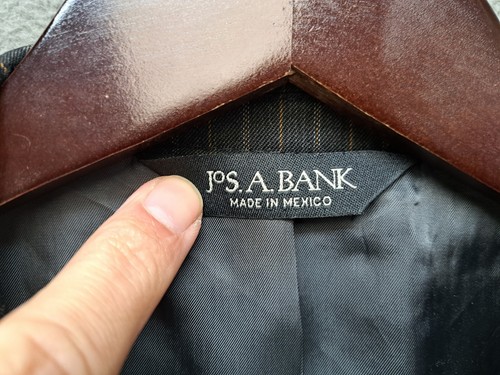 JoS. A. BANK
MADE IN MEXICO